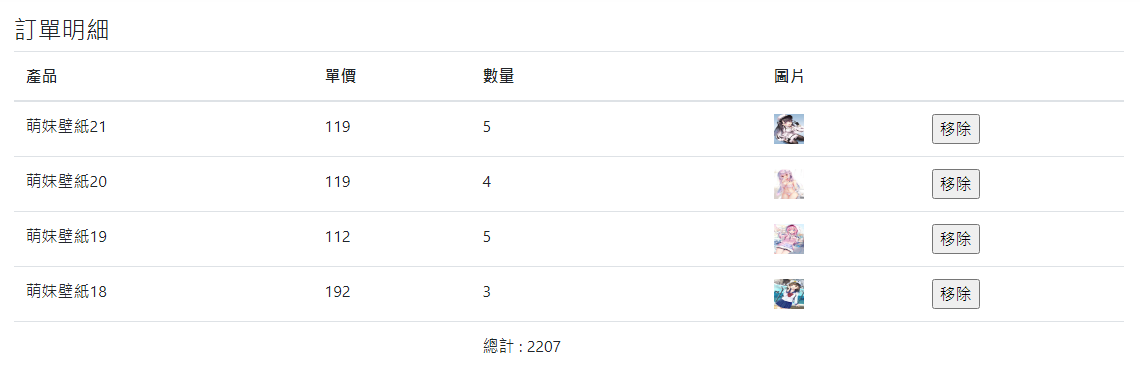 訂單明細
產品 單價 數量 圖片
萌妹壁紙21 119 5 移除
萌妹壁紙20 119 4 移除
萌妹壁紙19 112 5 移除
萌妹壁紙18 192 3 移除
總計 : 2207